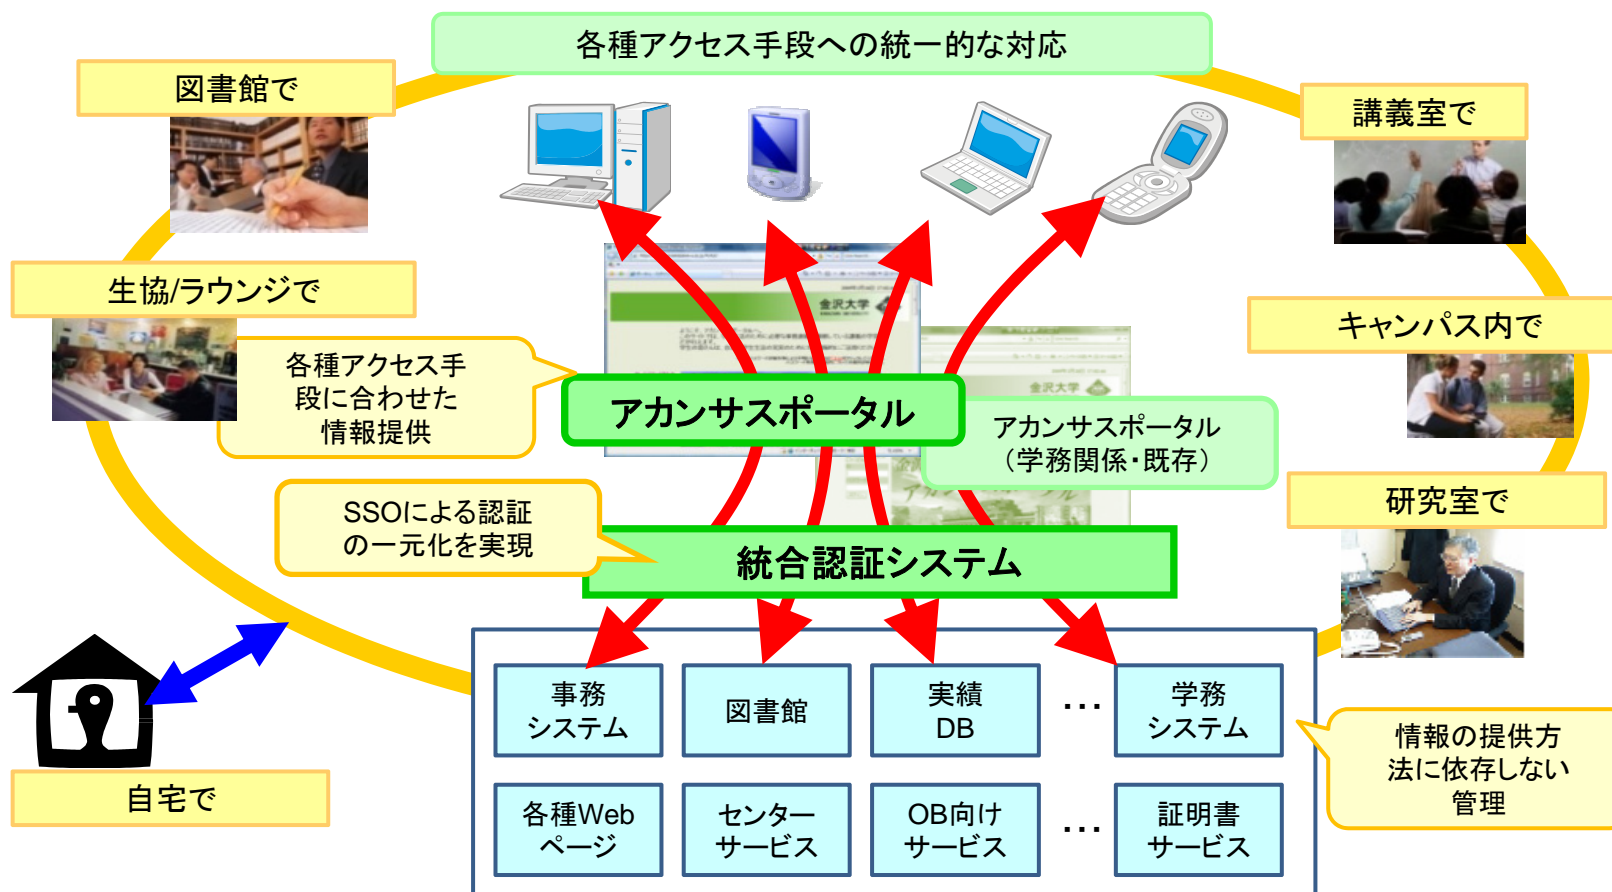 各種アクセス手段への統一的な対応
図書館で
講義室で
生協/ラウンジで
キャンパス内で
金沢大学
金沢大学
各種アクセス手
段に合わせた
情報提供
アカンサスポータル
アカンサスポータル
（学務関係・既存）
SSOによる認証
の一元化を実現
研究室で
統合認証システム
事務
システム
図書館
実績
DB
…
学務
システム
情報の提供方
法に依存しない
管理
自宅で
各種Web
ページ
センター
サービス
OB向け
サービス
…
証明書
サービス